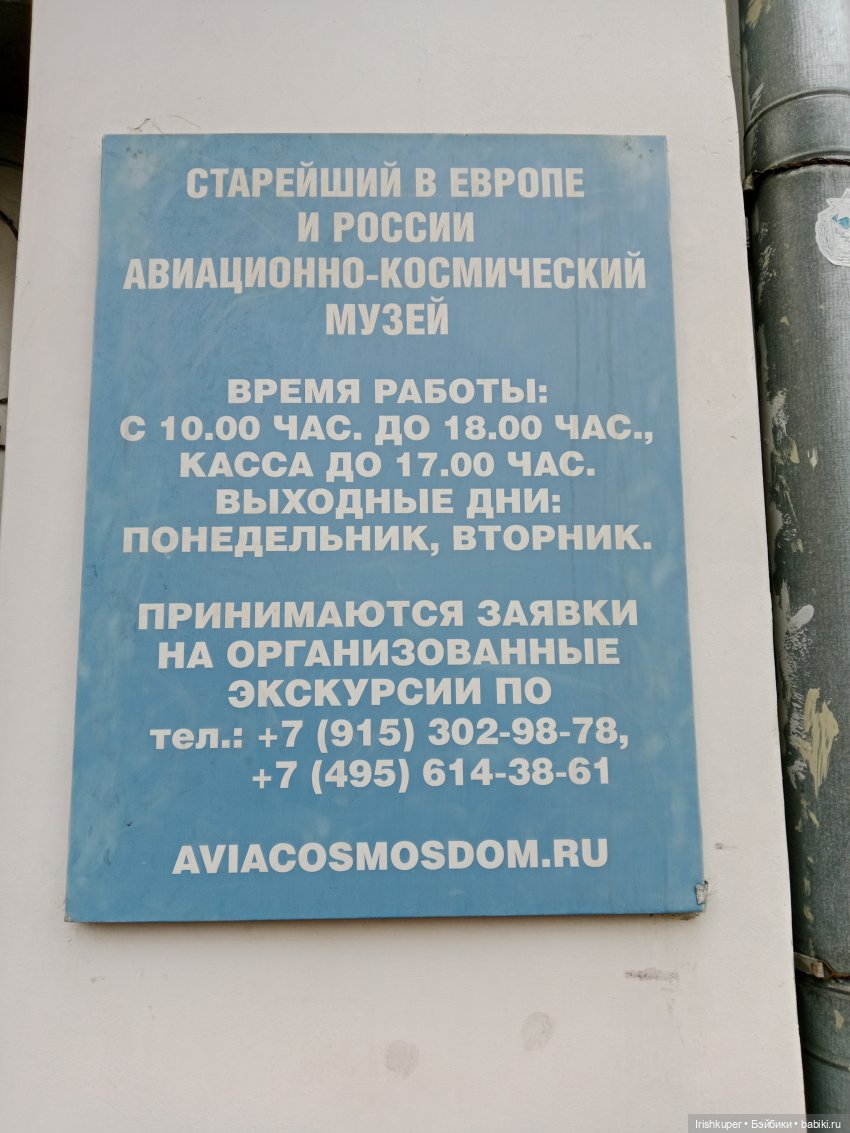 СТАРЕЙШИЙ В ЕВРОПЕ
И РОССИИ
АВИАЦИОННО-КОСМИЧЕСКИЙ
МУЗЕЙ
ВРЕМЯ РАБОТЫ:
С 10.00 ЧАС. ДО 18.00 ЧАС.,
КАССА ДО 17.00 ЧАС.
ВЫХОДНЫЕ ДНИ:
ПОНЕДЕЛЬНИК, ВТОРНИК.
ПРИНИМАЮТСЯ ЗАЯВКИ
НА ОРГАНИЗОВАННЫЕ
ЭКСКУРСИИ ПО
тел.: +7 (915) 302-98-78,
+7 (495) 614-38-61
AVIACOSMOSDOM.RU
Irishkuper • Бэйбики • babiki.ru